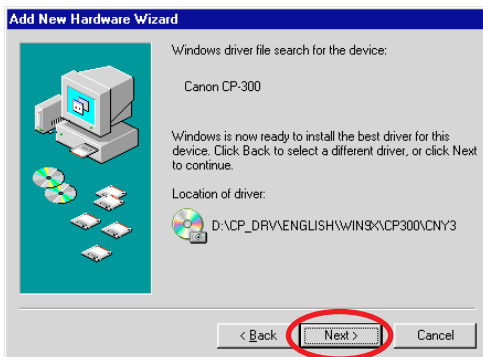 Add New Hardware Wizard
Windows driver file search for the device:
Canon CP-300
Windows is now ready to install the best driver for this
device. Click Back to select a different driver, or click Next
to continue.
Location of driver:
D:\CP_DRV\ENGLISH\WIN9X\CP300\CNY3
< Back
Next >
Cancel